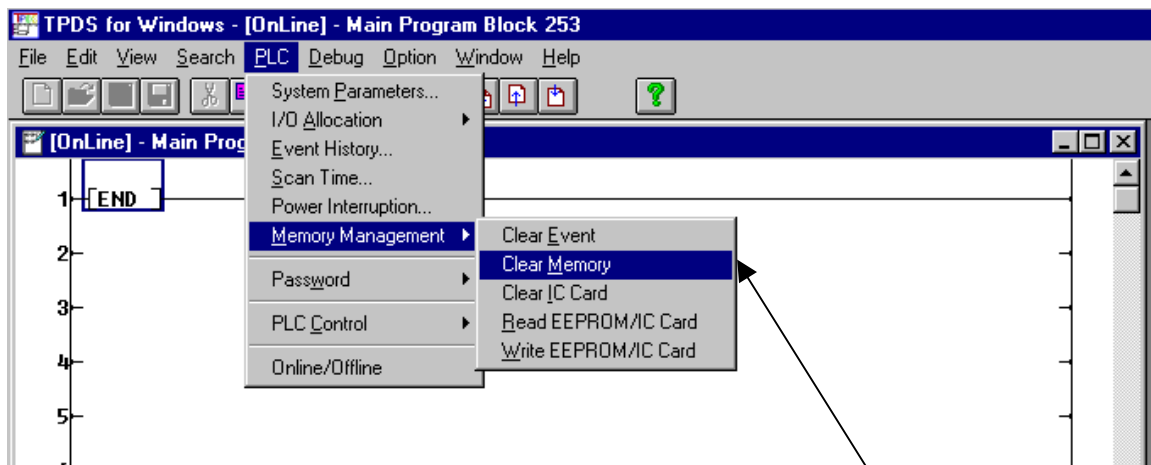 TPDS for Windows - [OnLine] - Main Program Block 253
File Edit View Search PLC Debug Option Window Help
[OnLine] - Main Prog
System Parameters...
I/O Allocation
Event History...
Scan Time...
Power Interruption...
Memory Management
Password
PLC Control
Online/Offline
Clear Event
Clear Memory
Clear IC Card
Read EEPROM/IC Card
Write EEPROM/IC Card
1 [END ]
2
3
4
5